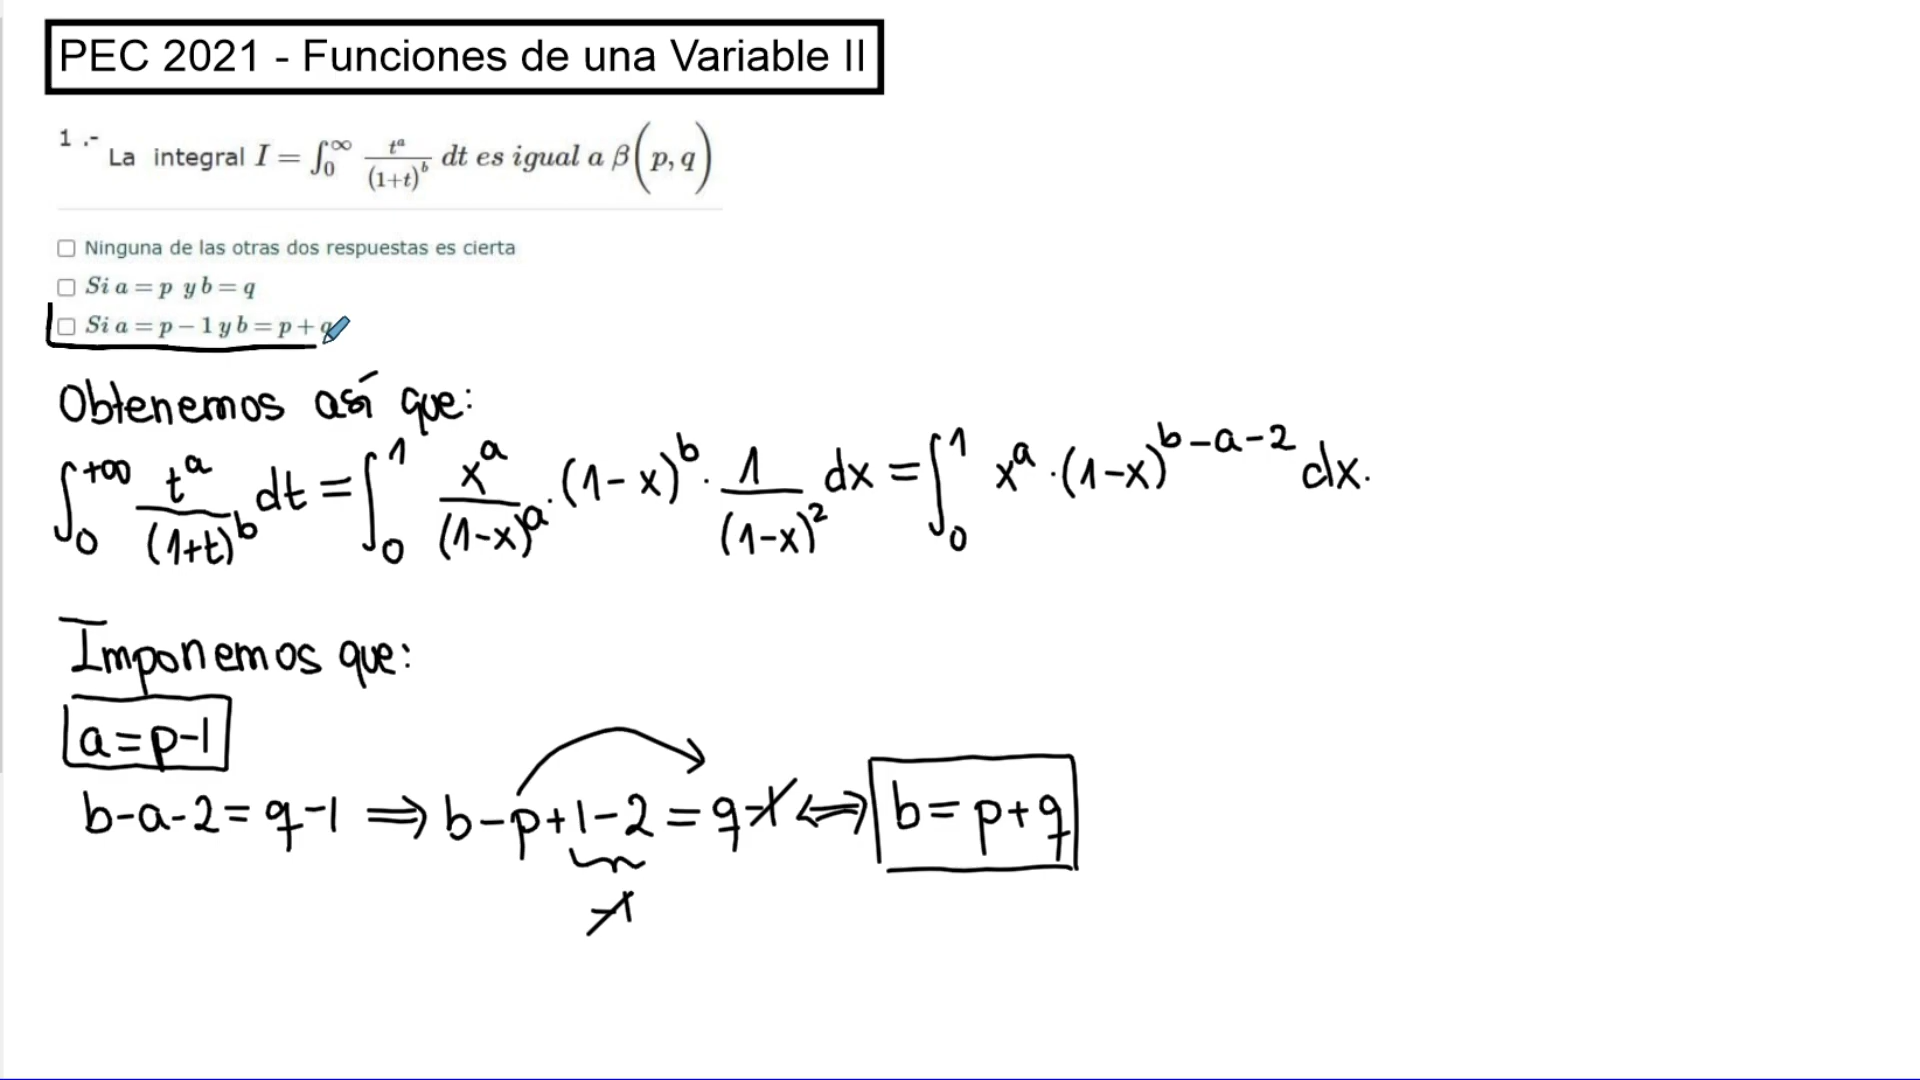 PEC 2021 - Funciones de una Variable II
1 .- La integral I = ∫₀^∞ t^a/(1+t)^b dt es igual a β(p, q)
Ninguna de las otras dos respuestas es cierta
Si a = p y b = q
Si a = p − 1 y b = p + q
Obtenemos así que:
∫₀^{+∞} t^a/(1+t)^b dt = ∫₀^1 x^a/(1-x)^a · (1-x)^b · 1/(1-x)^2 dx = ∫₀^1 x^a · (1-x)^{b-a-2} dx.
Imponemos que:
a=p-1
b-a-2= q-1 ⟹ b-p+1-2 = q-1 ⟺ b= p+q
-1